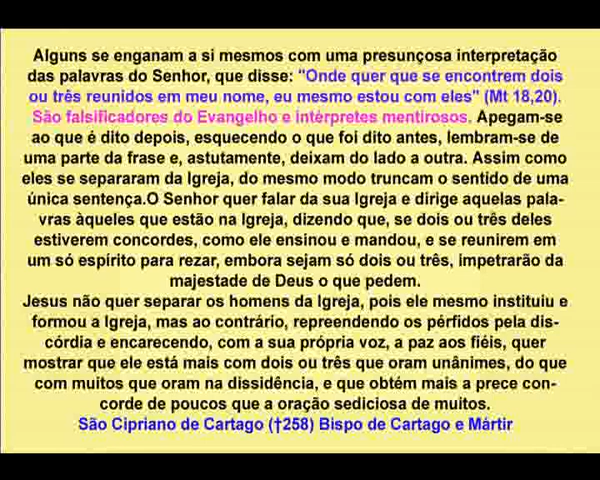 Alguns se enganam a si mesmos com uma presunçosa interpretação
das palavras do Senhor, que disse: "Onde quer que se encontrem dois
ou três reunidos em meu nome, eu mesmo estou com eles" (Mt 18,20).
São falsificadores do Evangelho e intérpretes mentirosos. Apegam-se
ao que é dito depois, esquecendo o que foi dito antes, lembram-se de
uma parte da frase e, astutamente, deixam do lado a outra. Assim como
eles se separaram da Igreja, do mesmo modo truncam o sentido de uma
única sentença.O Senhor quer falar da sua Igreja e dirige aquelas pala-
vras àqueles que estão na Igreja, dizendo que, se dois ou três deles
estiverem concordes, como ele ensinou e mandou, e se reunirem em
um só espírito para rezar, embora sejam só dois ou três, impetrarão da
majestade de Deus o que pedem.
Jesus não quer separar os homens da Igreja, pois ele mesmo instituiu e
formou a Igreja, mas ao contrário, repreendendo os pérfidos pela dis-
córdia e encarecendo, com a sua própria voz, a paz aos fiéis, quer
mostrar que ele está mais com dois ou três que oram unânimes, do que
com muitos que oram na dissidência, e que obtém mais a prece con-
corde de poucos que a oração sediciosa de muitos.
São Cipriano de Cartago (†258) Bispo de Cartago e Mártir